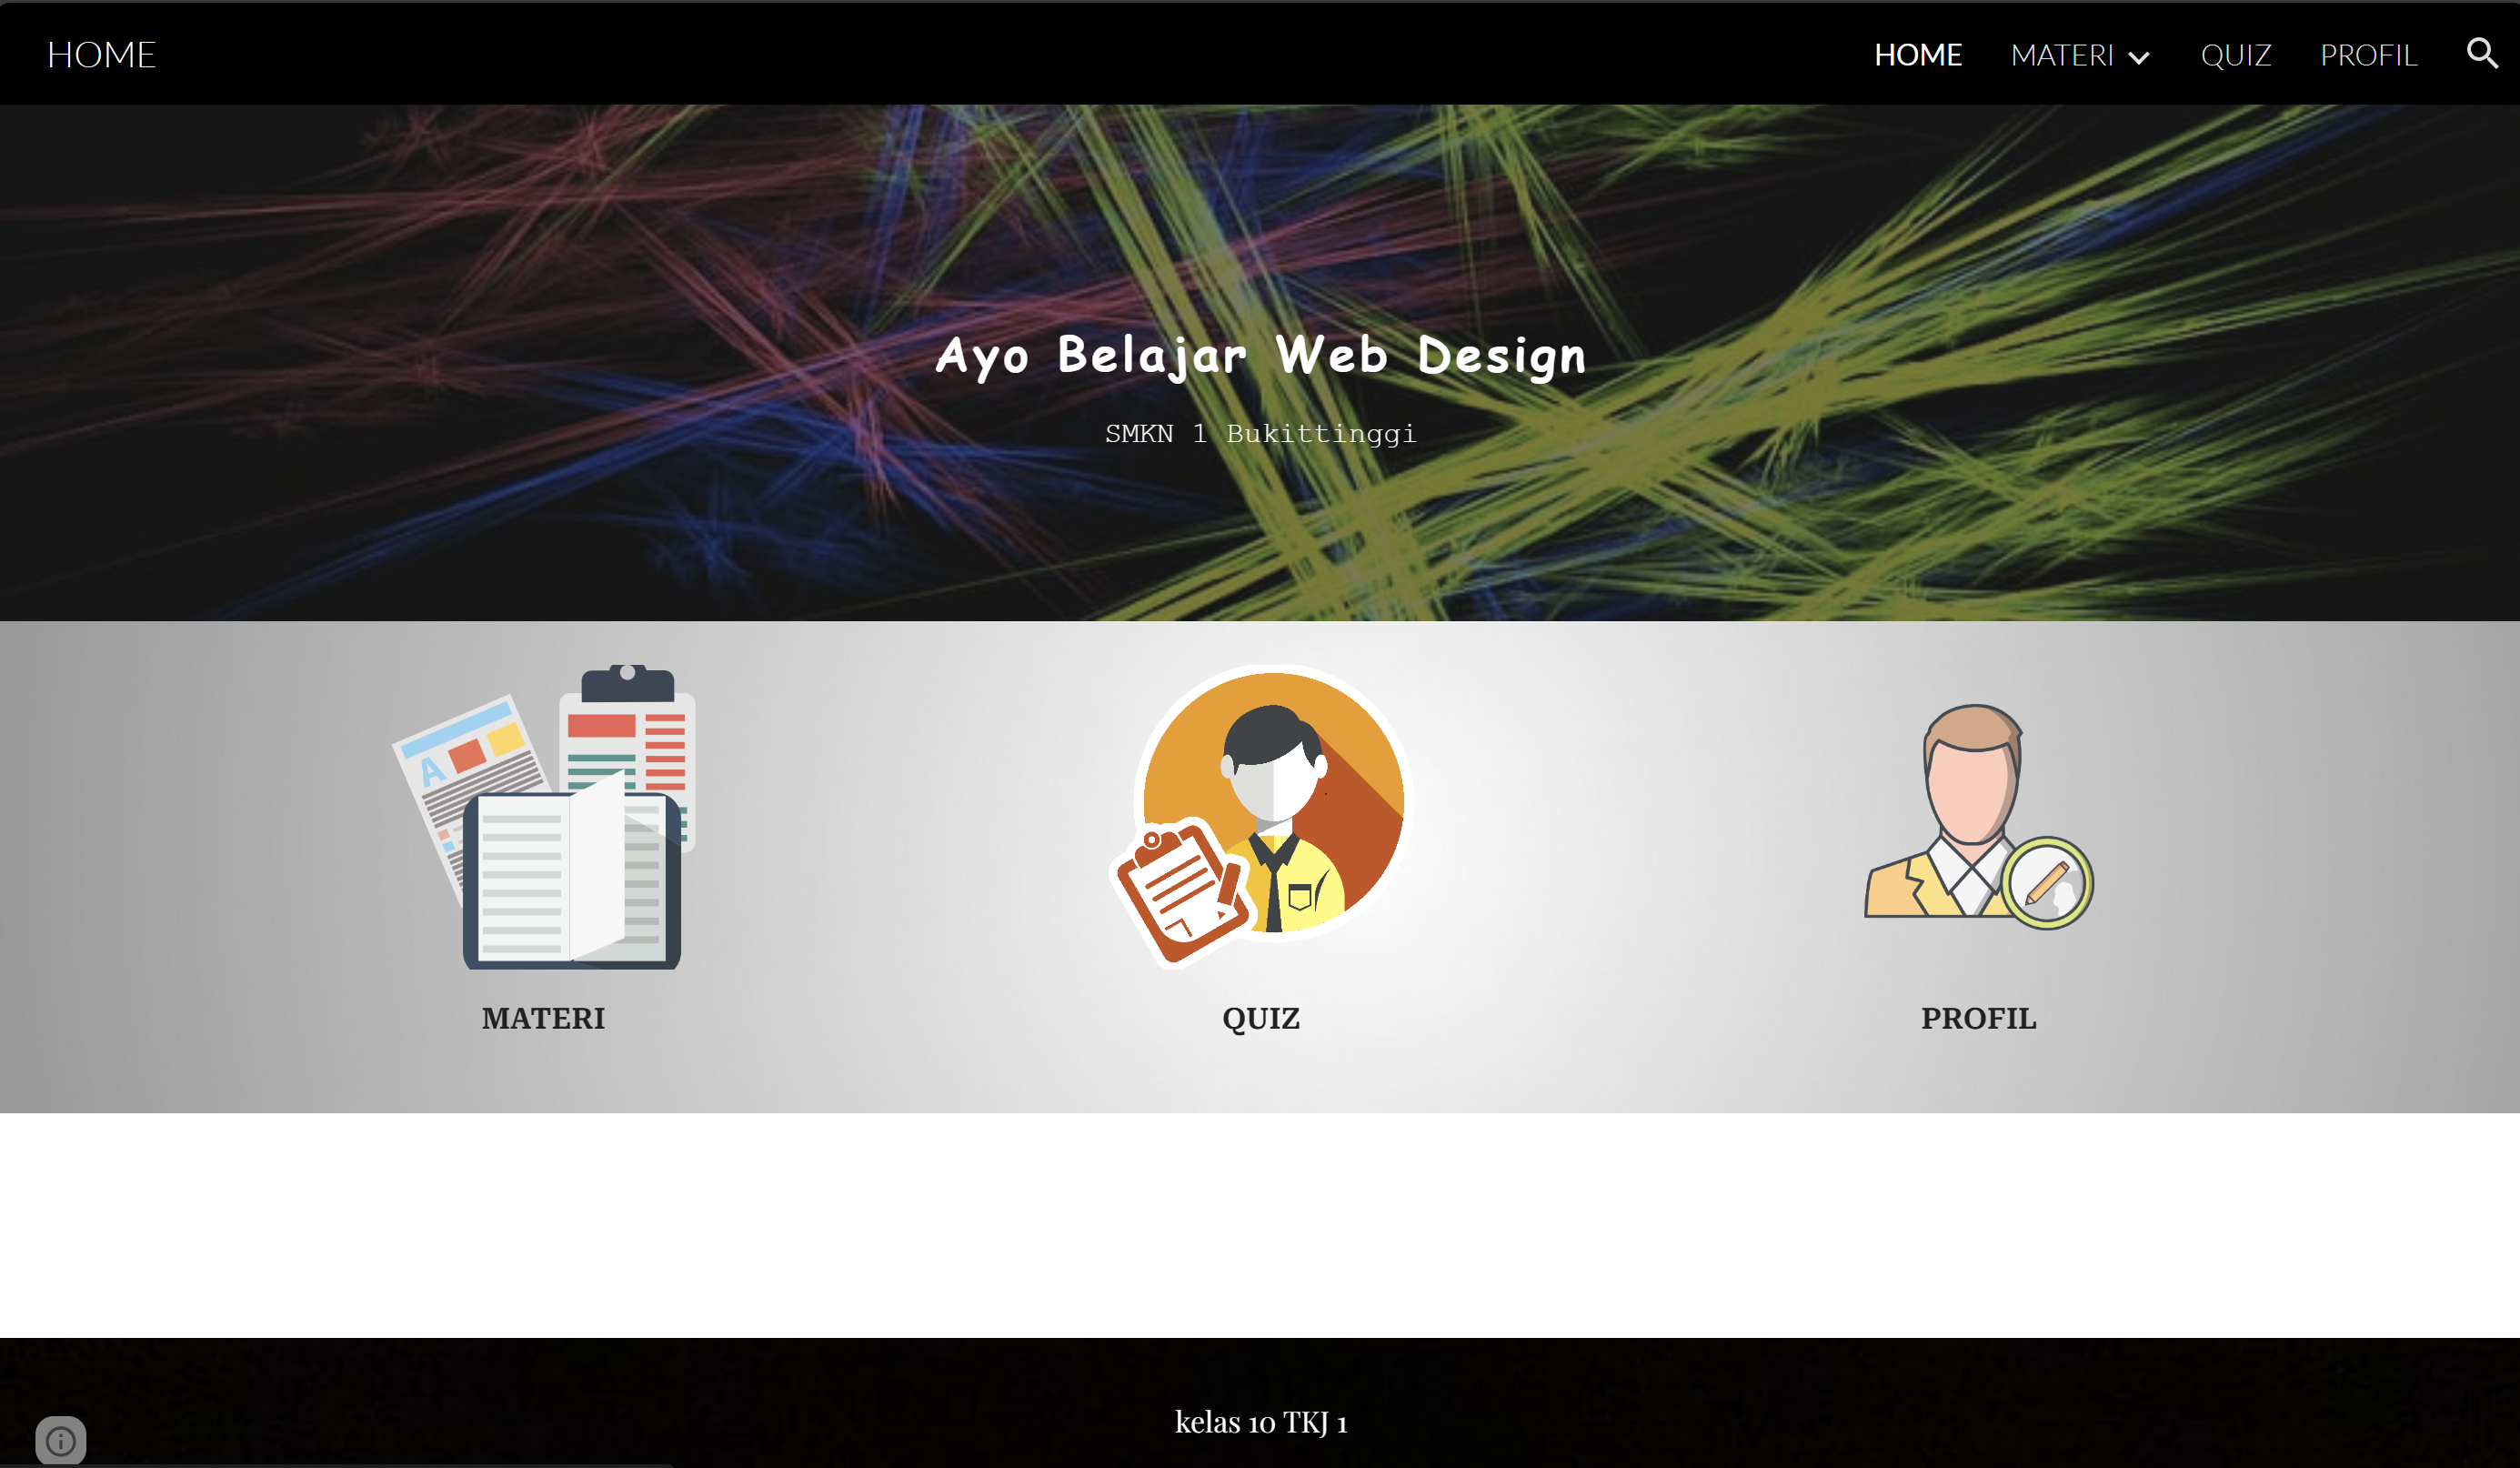 HOME
HOME MATERI QUIZ PROFIL
Ayo Belajar Web Design
SMKN 1 Bukittinggi
A
MATERI
QUIZ
PROFIL
kelas 10 TKJ 1